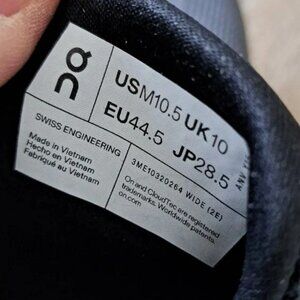 on
USM10.5 UK10
EU44.5 JP28.5
SWISS ENGINEERING
Made in Vietnam
Hecho en Vietnam
Fabriqué au Vietnam
3ME10320264 WIDE (2E)
On and CloudTec are registered
trademarks. Worldwide patents.
on.com